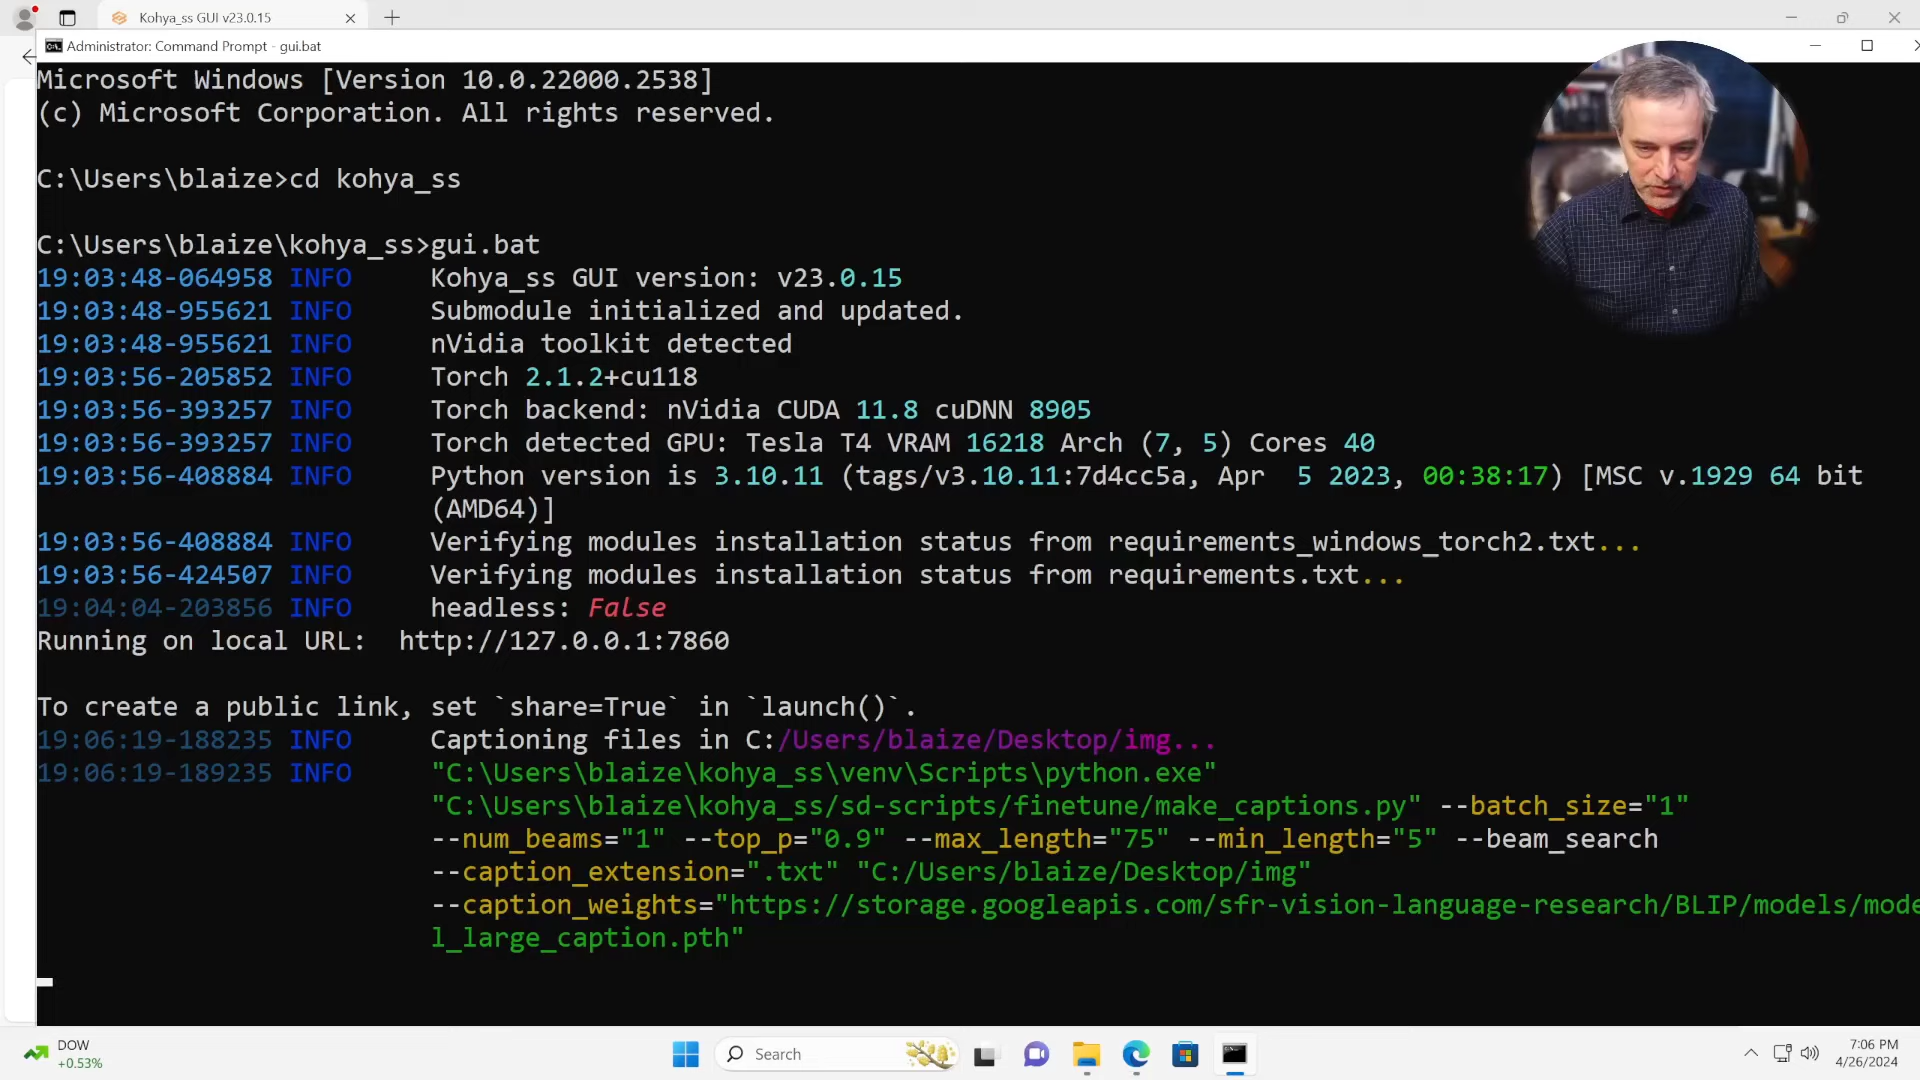 Kohya_ss GUI v23.0.15
Administrator: Command Prompt - gui.bat
Microsoft Windows [Version 10.0.22000.2538]
(c) Microsoft Corporation. All rights reserved.
C:\Users\blaize>cd kohya_ss
C:\Users\blaize\kohya_ss>gui.bat
19:03:48-064958 INFO Kohya_ss GUI version: v23.0.15
19:03:48-955621 INFO Submodule initialized and updated.
19:03:48-955621 INFO nVidia toolkit detected
19:03:56-205852 INFO Torch 2.1.2+cu118
19:03:56-393257 INFO Torch backend: nVidia CUDA 11.8 cuDNN 8905
19:03:56-393257 INFO Torch detected GPU: Tesla T4 VRAM 16218 Arch (7, 5) Cores 40
19:03:56-408884 INFO Python version is 3.10.11 (tags/v3.10.11:7d4cc5a, Apr  5 2023, 00:38:17) [MSC v.1929 64 bit
(AMD64)]
19:03:56-408884 INFO Verifying modules installation status from requirements_windows_torch2.txt...
19:03:56-424507 INFO Verifying modules installation status from requirements.txt...
19:04:04-203856 INFO headless: False
Running on local URL:  http://127.0.0.1:7860
To create a public link, set `share=True` in `launch()`.
19:06:19-188235 INFO Captioning files in C:/Users/blaize/Desktop/img...
19:06:19-189235 INFO "C:\Users\blaize\kohya_ss\venv\Scripts\python.exe"
"C:\Users\blaize\kohya_ss/sd-scripts/finetune/make_captions.py" --batch_size="1"
--num_beams="1" --top_p="0.9" --max_length="75" --min_length="5" --beam_search
--caption_extension=".txt" "C:/Users/blaize/Desktop/img"
--caption_weights="https://storage.googleapis.com/sfr-vision-language-research/BLIP/models/mode
l_large_caption.pth"
DOW
+0.53%
Search
7:06 PM
4/26/2024